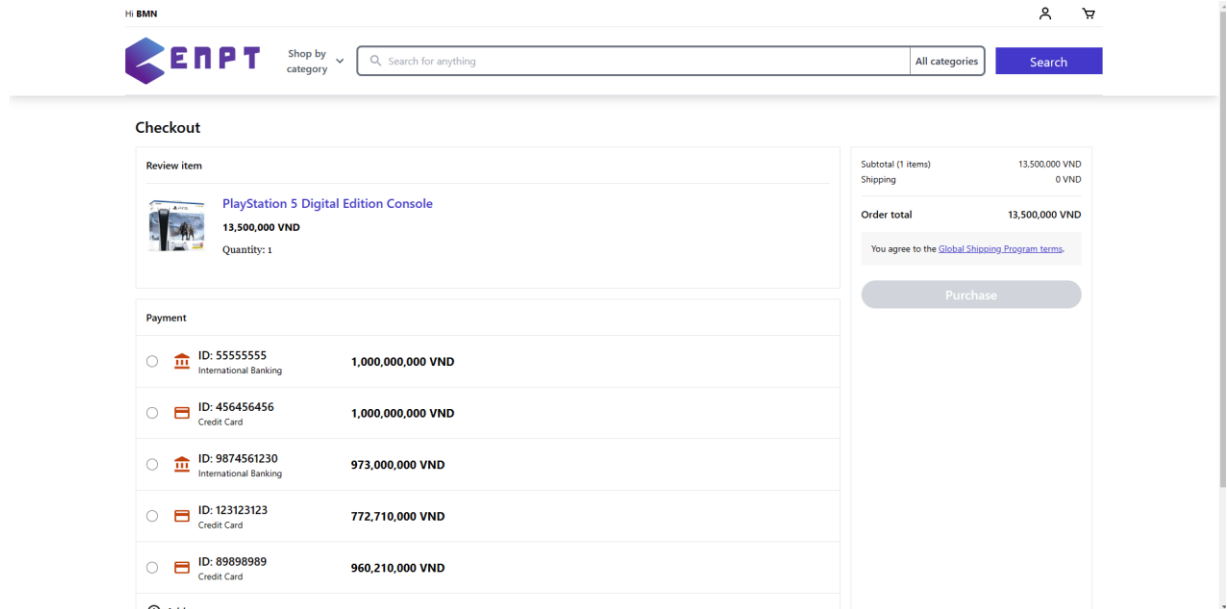 Hi BMN
ENPT
Shop by
category
Search for anything
All categories
Search
Checkout
Review item
PlayStation 5 Digital Edition Console
13,500,000 VND
Quantity: 1
Subtotal (1 items) 13,500,000 VND
Shipping 0 VND
Order total 13,500,000 VND
You agree to the Global Shipping Program terms.
Purchase
Payment
ID: 55555555
International Banking
1,000,000,000 VND
ID: 456456456
Credit Card
1,000,000,000 VND
ID: 9874561230
International Banking
973,000,000 VND
ID: 123123123
Credit Card
772,710,000 VND
ID: 89898989
Credit Card
960,210,000 VND